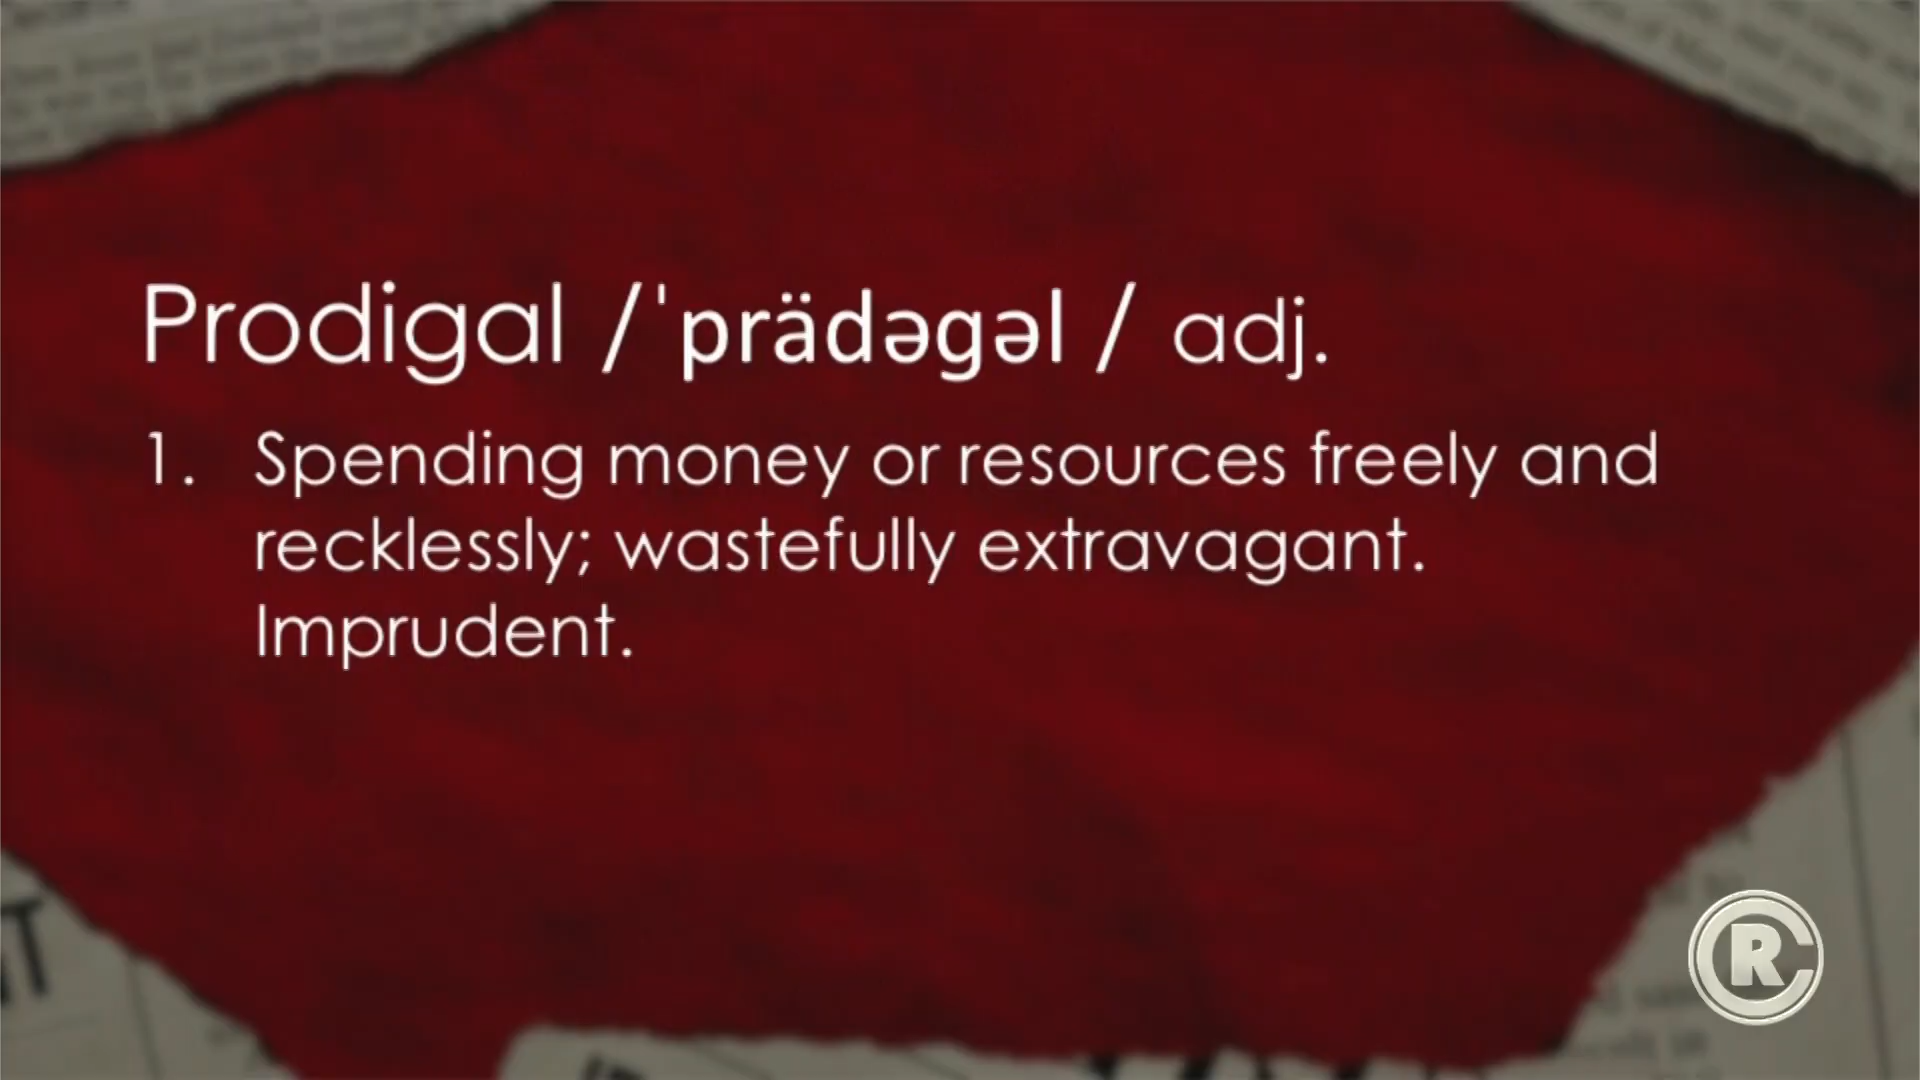 Prodigal /ˈprädəgəl / adj.
1. Spending money or resources freely and
recklessly; wastefully extravagant.
Imprudent.